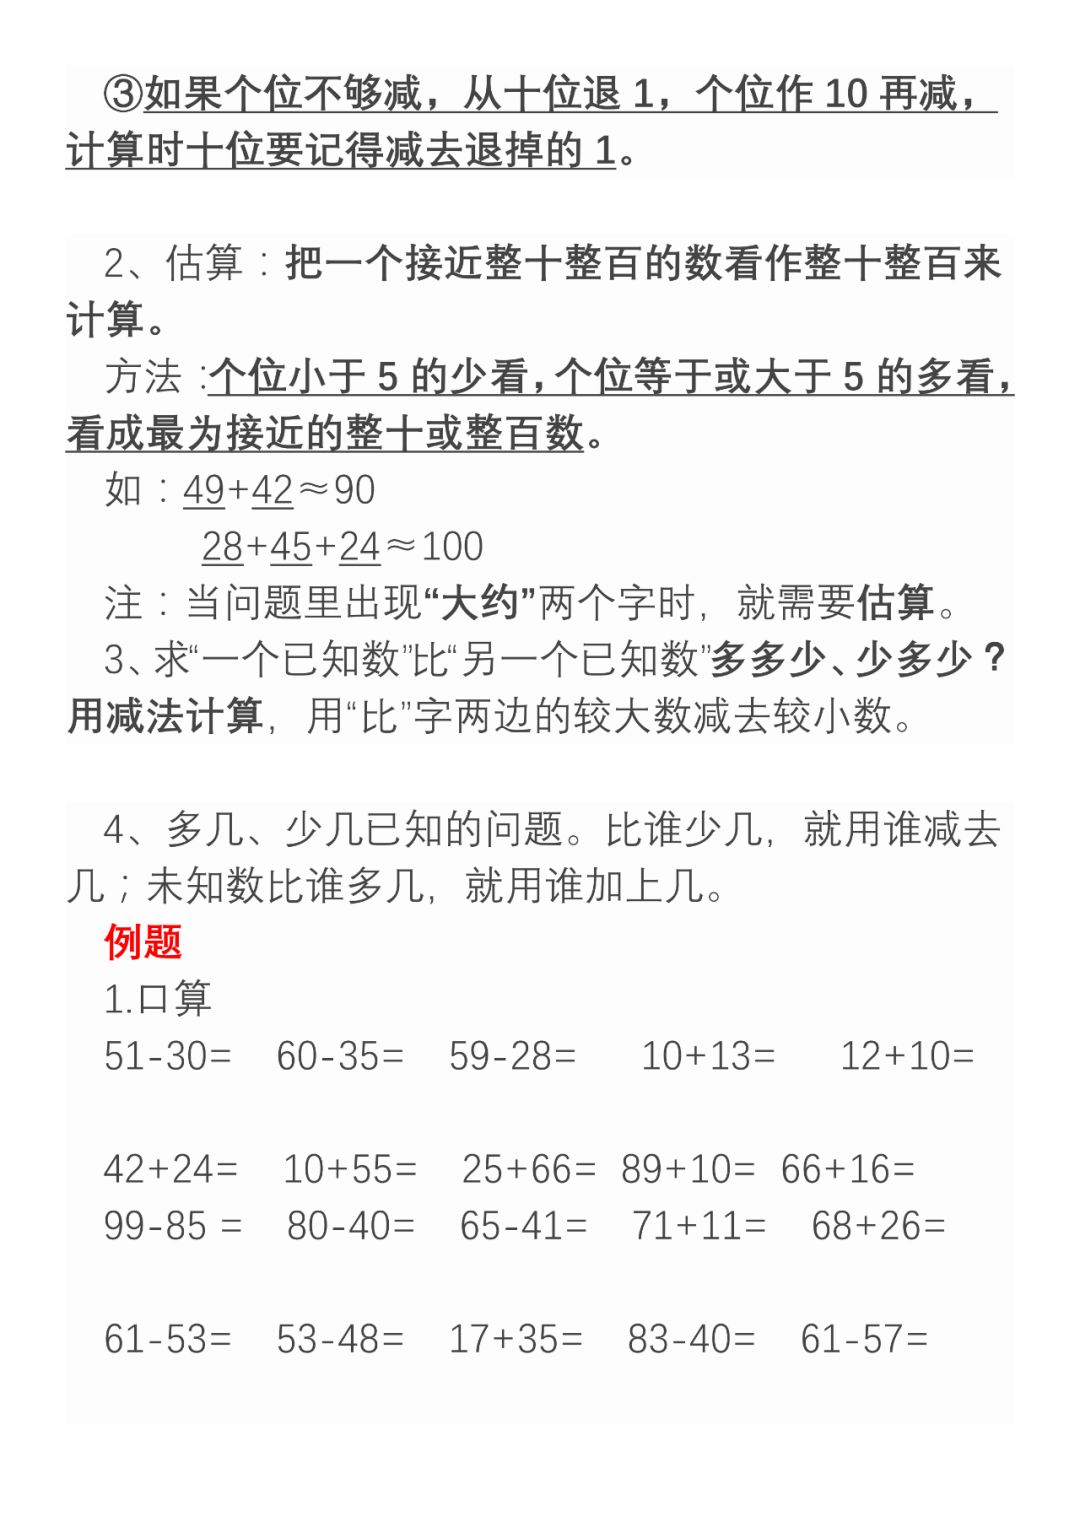 ③如果个位不够减，从十位退 1，个位作 10 再减，
计算时十位要记得减去退掉的 1。
2、估算：把一个接近整十整百的数看作整十整百来
计算。
方法：个位小于 5 的少看，个位等于或大于 5 的多看，
看成最为接近的整十或整百数。
如：49+42≈90
28+45+24≈100
注：当问题里出现“大约”两个字时，就需要估算。
3、求“一个已知数”比“另一个已知数”多多少、少多少？
用减法计算，用“比”字两边的较大数减去较小数。
4、多几、少几已知的问题。比谁少几，就用谁减去
几；未知数比谁多几，就用谁加上几。
例题
1.口算
51-30= 60-35= 59-28= 10+13= 12+10=
42+24= 10+55= 25+66= 89+10= 66+16=
99-85 = 80-40= 65-41= 71+11= 68+26=
61-53= 53-48= 17+35= 83-40= 61-57=